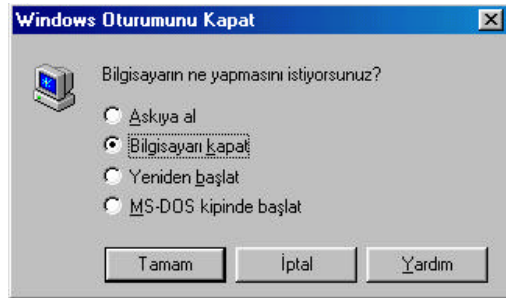 Windows Oturumunu Kapat
Bilgisayarın ne yapmasını istiyorsunuz?
Askıya al
Bilgisayarı kapat
Yeniden başlat
MS-DOS kipinde başlat
Tamam İptal Yardım